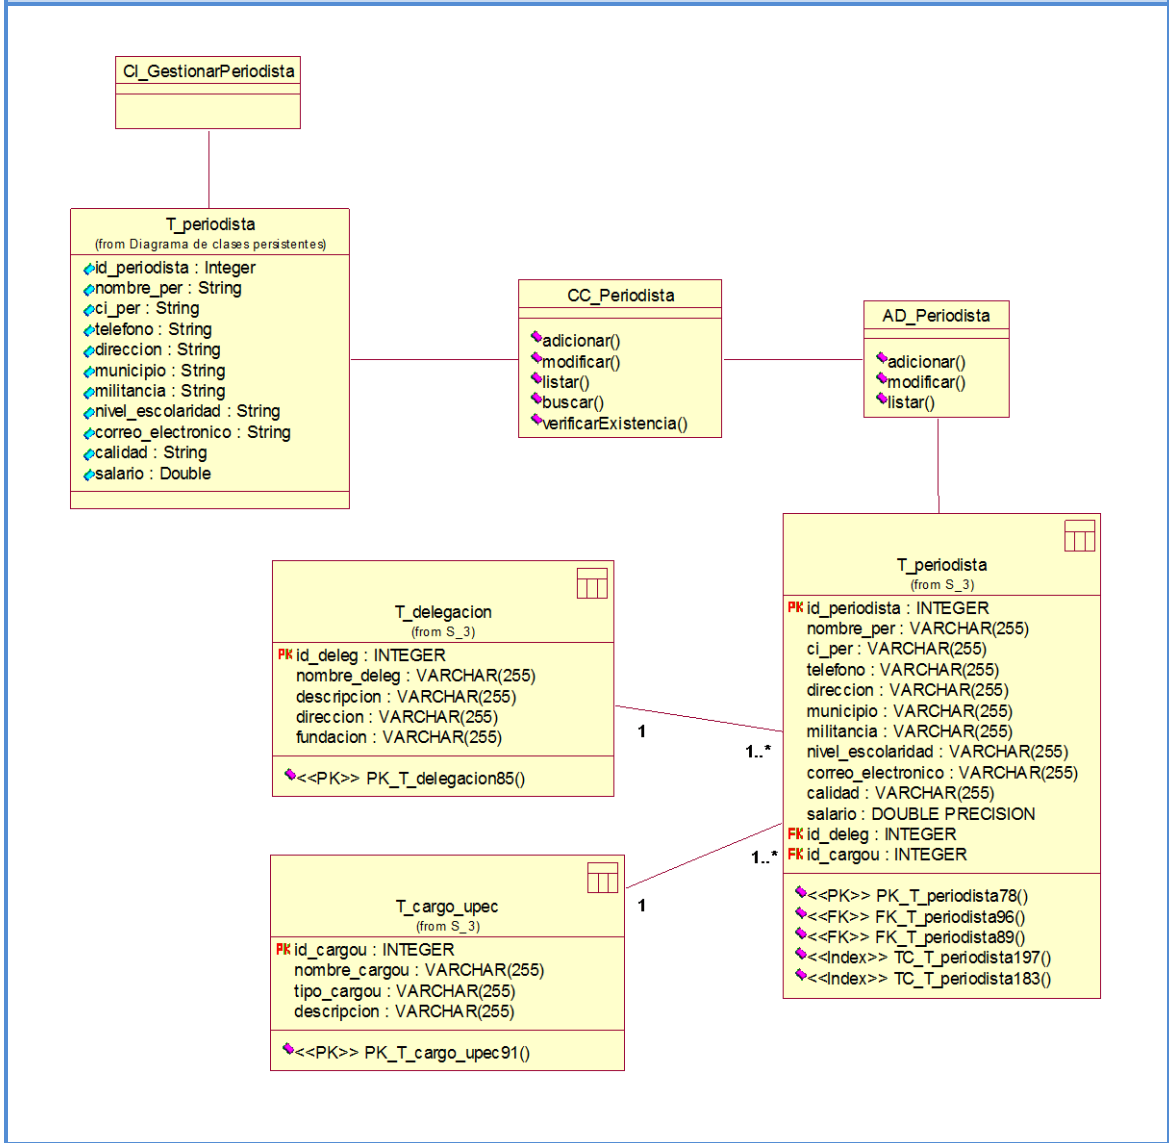 CI_GestionarPeriodista
T_periodista
(from Diagrama de clases persistentes)
id_periodista : Integer
nombre_per : String
ci_per : String
telefono : String
direccion : String
municipio : String
militancia : String
nivel_escolaridad : String
correo_electronico : String
calidad : String
salario : Double
CC_Periodista
adicionar()
modificar()
listar()
buscar()
verificarExistencia()
AD_Periodista
adicionar()
modificar()
listar()
T_delegacion
(from S_3)
PK id_deleg : INTEGER
nombre_deleg : VARCHAR(255)
descripcion : VARCHAR(255)
direccion : VARCHAR(255)
fundacion : VARCHAR(255)
<<PK>> PK_T_delegacion85()
1
1..*
T_periodista
(from S_3)
PK id_periodista : INTEGER
nombre_per : VARCHAR(255)
ci_per : VARCHAR(255)
telefono : VARCHAR(255)
direccion : VARCHAR(255)
municipio : VARCHAR(255)
militancia : VARCHAR(255)
nivel_escolaridad : VARCHAR(255)
correo_electronico : VARCHAR(255)
calidad : VARCHAR(255)
salario : DOUBLE PRECISION
FK id_deleg : INTEGER
FK id_cargou : INTEGER
<<PK>> PK_T_periodista78()
<<FK>> FK_T_periodista96()
<<FK>> FK_T_periodista89()
<<Index>> TC_T_periodista197()
<<Index>> TC_T_periodista183()
1..*
1
T_cargo_upec
(from S_3)
PK id_cargou : INTEGER
nombre_cargou : VARCHAR(255)
tipo_cargou : VARCHAR(255)
descripcion : VARCHAR(255)
<<PK>> PK_T_cargo_upec91()